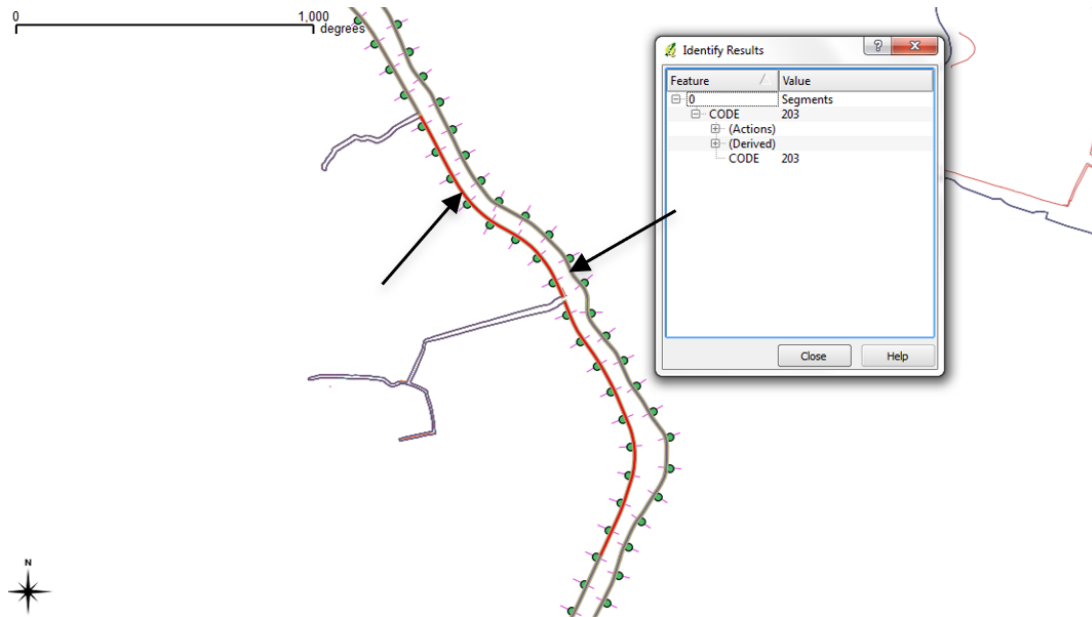 0 1,000
degrees
Identify Results
Feature Value
0 Segments
CODE 203
(Actions)
(Derived)
CODE 203
Close Help
N